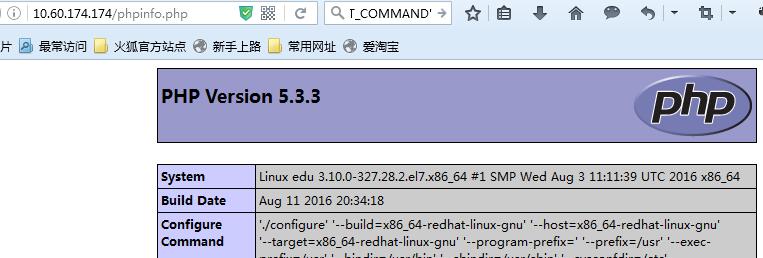 10.60.174.174/phpinfo.php
T_COMMAND'
片 最常访问 火狐官方站点 新手上路 常用网址 爱淘宝
PHP Version 5.3.3
php
System Linux edu 3.10.0-327.28.2.el7.x86_64 #1 SMP Wed Aug 3 11:11:39 UTC 2016 x86_64
Build Date Aug 11 2016 20:34:18
Configure Command './configure' '--build=x86_64-redhat-linux-gnu' '--host=x86_64-redhat-linux-gnu'
'--target=x86_64-redhat-linux-gnu' '--program-prefix=' '--prefix=/usr' '--exec-